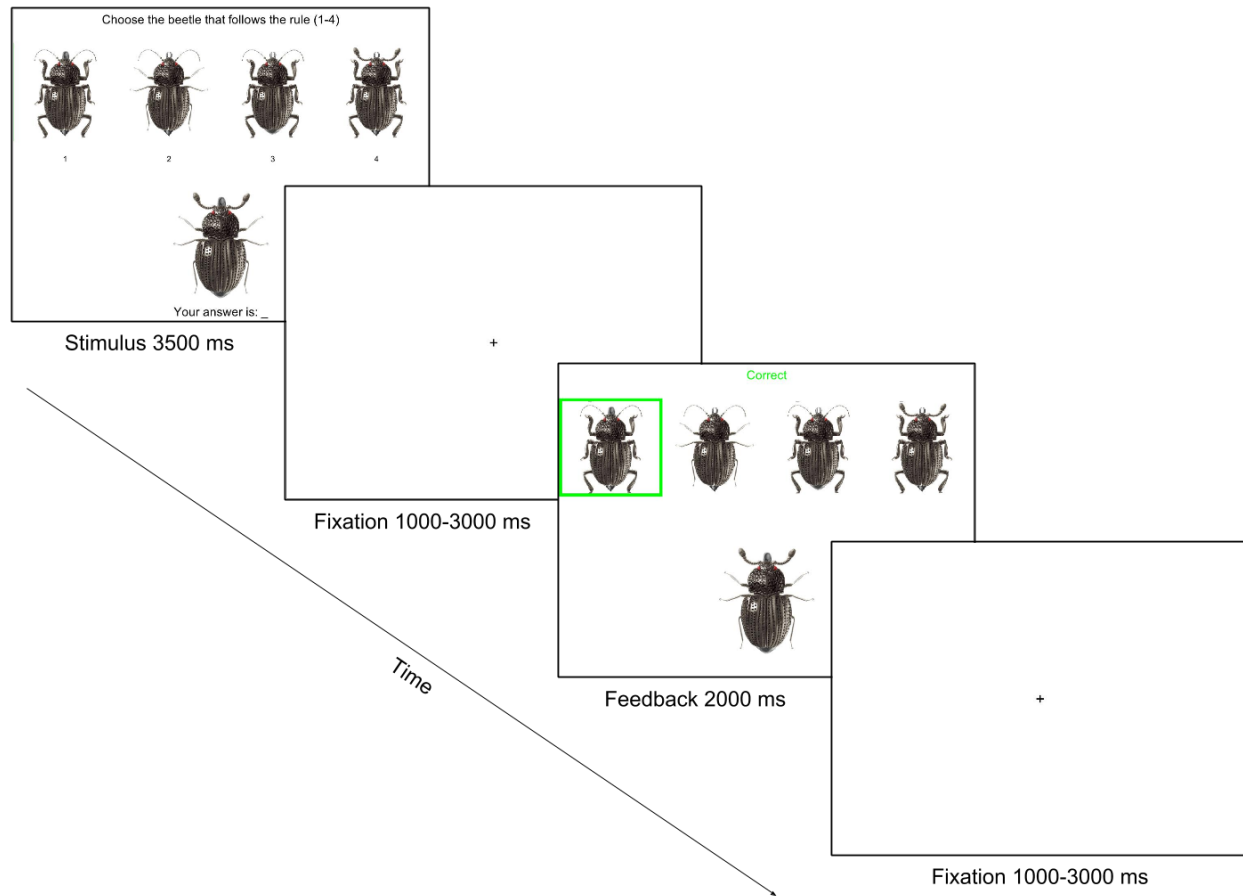 Choose the beetle that follows the rule (1-4)
1 2 3 4
Your answer is: _
Stimulus 3500 ms
+
Fixation 1000-3000 ms
Correct
Feedback 2000 ms
+
Fixation 1000-3000 ms
Time